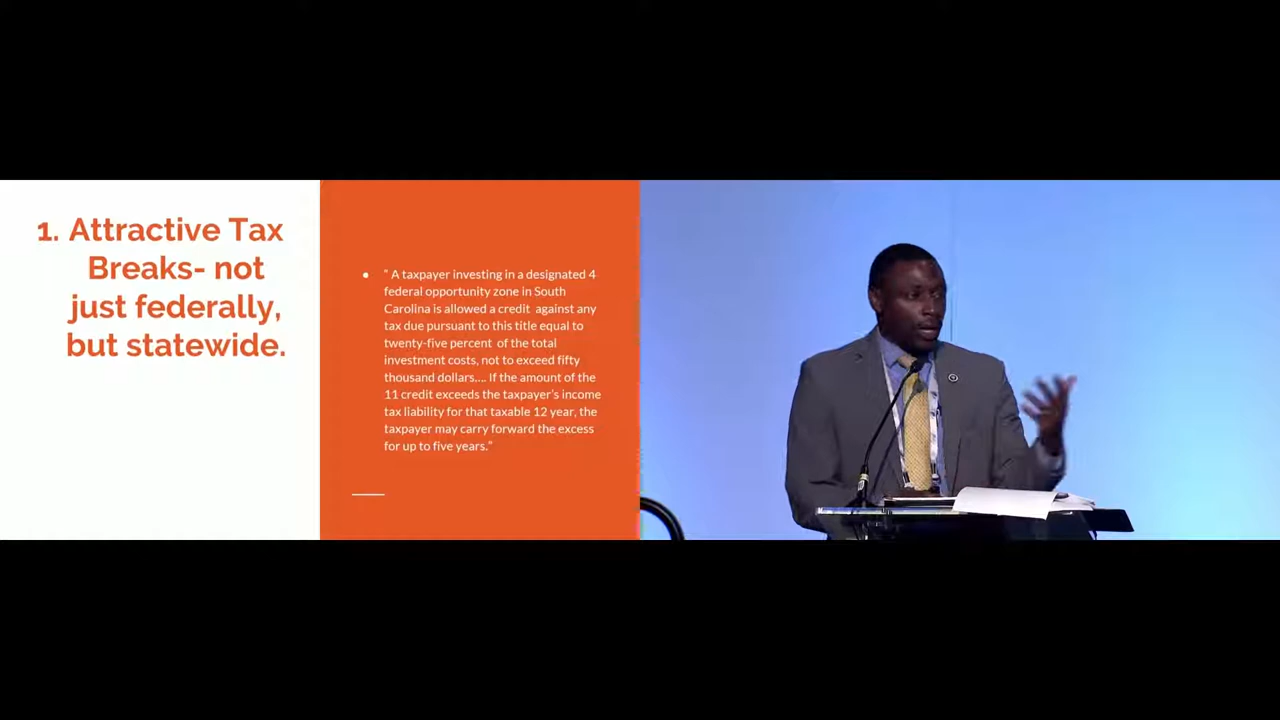 1. Attractive Tax
Breaks- not
just federally,
but statewide.
● " A taxpayer investing in a designated 4
federal opportunity zone in South
Carolina is allowed a credit against any
tax due pursuant to this title equal to
twenty-five percent of the total
investment costs, not to exceed fifty
thousand dollars.... If the amount of the
11 credit exceeds the taxpayer's income
tax liability for that taxable 12 year, the
taxpayer may carry forward the excess
for up to five years."